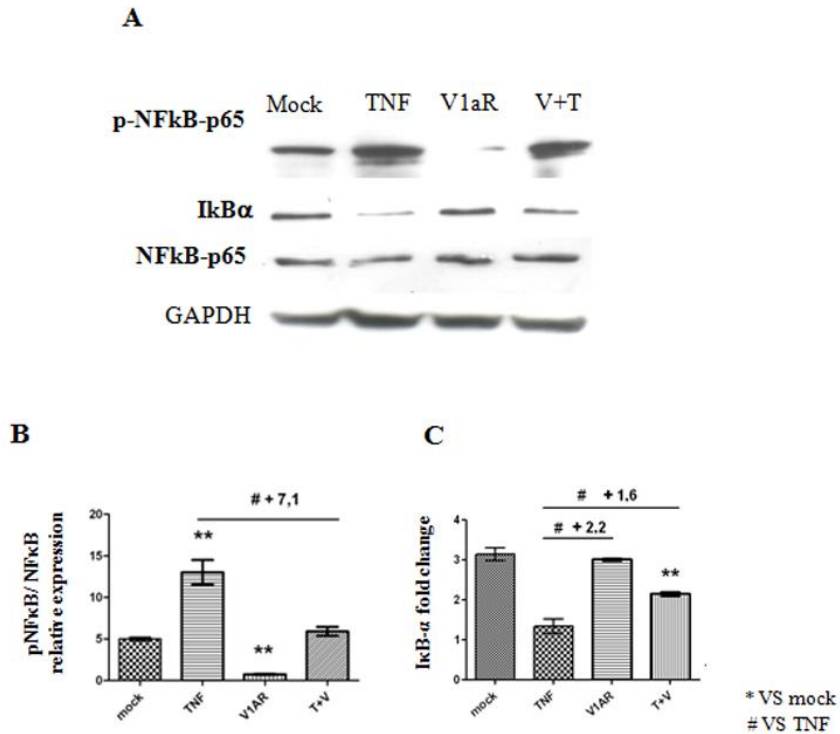 A
Mock TNF V1aR V+T
p-NFkB-p65
IkBα
NFkB-p65
GAPDH
B
pNFκB/ NFκB
relative expression
20
15
10
5
0
**
**
# + 7,1
mock TNF V1AR T+V
C
IκB-α fold change
4
3
2
1
0
# + 1,6
# + 2.2
**
mock TNF V1AR T+V
* VS mock
# VS TNF